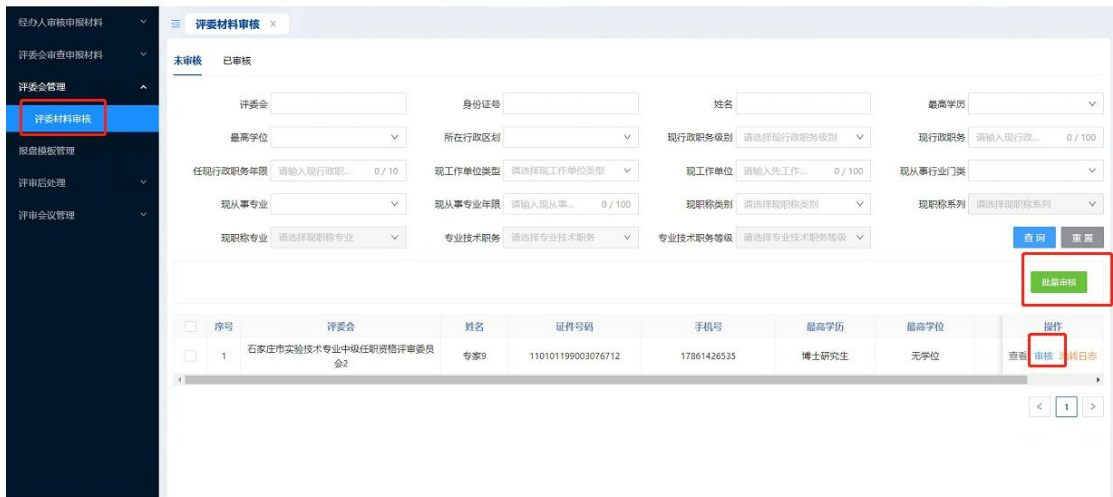 经办人审核申报材料
评委会审查申报材料
评委会管理
评委材料审核
报盘模板管理
评审后处理
评审会议管理
评委材料审核 ×
未审核 已审核
评委会 身份证号 姓名 最高学历
最高学位 所在行政区划 现行政职务级别 请选择现行政职务级别 现行政职务 请输入现行政... 0 / 100
任现行政职务年限 请输入现行政职... 0 / 10 现工作单位类型 请选择现工作单位类型 现工作单位 请输入先工作... 0 / 100 现从事行业门类
现从事专业 现从事专业年限 请输入现从事... 0 / 100 现职称类别 请选择现职称类别 现职称系列 请选择现职称系列
现职称专业 请选择现职称专业 专业技术职务 请选择专业技术职务 专业技术职务等级 请选择专业技术职务等级 查询 重置
批量审核
序号 评委会 姓名 证件号码 手机号 最高学历 最高学位 操作
1 石家庄市实验技术专业中级任职资格评审委员会2 专家9 110101199003076712 17861426535 博士研究生 无学位 查看 审核 流转日志
< 1 >